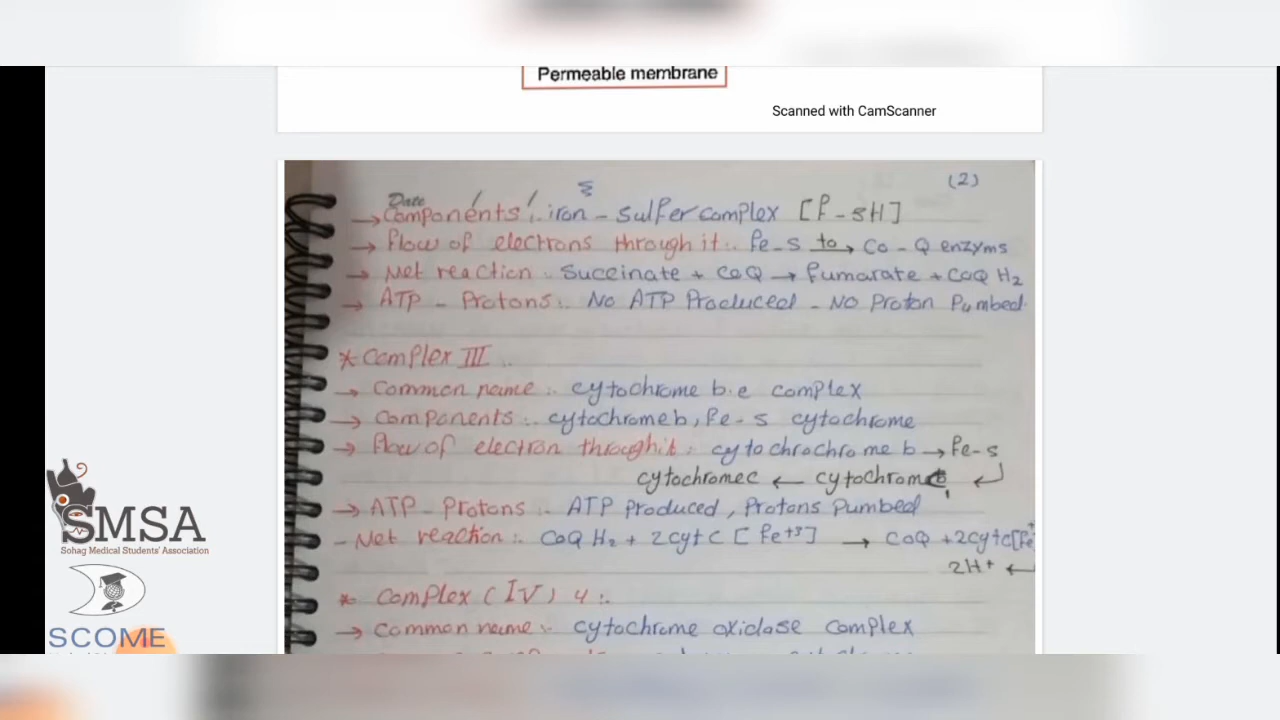 Permeable membrane
Scanned with CamScanner
Date / /
(2)
→ Components :. iron - sulfer complex [f - sH]
→ flow of electrons through it :. fe-s to→ Co - Q enzyms
→ Net reaction :. Succinate + CoQ → fumarate + CoQ H₂
→ ATP - Protons :. No ATP Produced - No Proton Pumbed.
* Complex III :.
→ Common name :. cytochrome b.e complex
→ Components :. cytochrome b, fe-s cytochrome
→ flow of electron through it :. cytochrochrome b → fe-s
cytochromec ← cytochrom
→ ATP - Protons :. ATP produced, Protons Pumbed
- Net reaction :. CoQ H₂ + 2cyt C [fe+3] → CoQ + 2cytc[fe+
2H+ ←
* Complex (IV) 4 :.
→ Common name :. cytochrome oxidase complex
SMSA
Sohag Medical Students' Association
SCOME